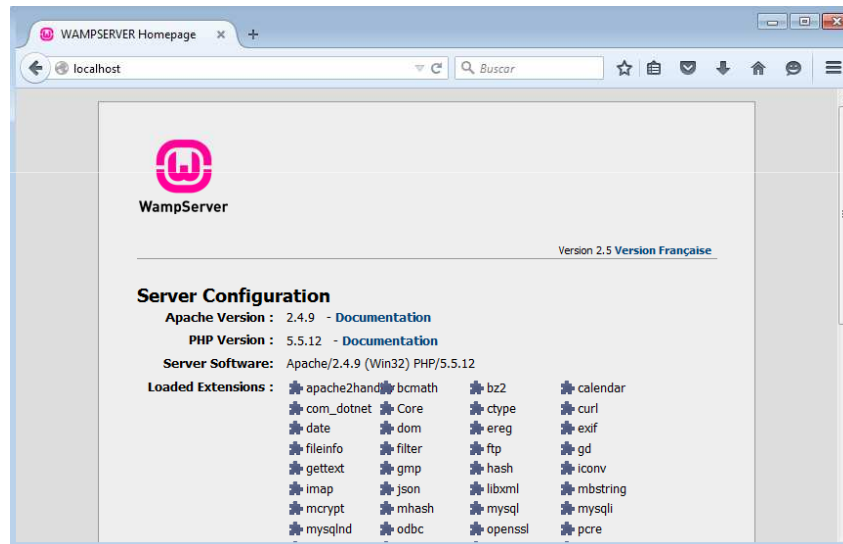 WAMPSERVER Homepage
localhost
Buscar
WampServer
Version 2.5 Version Française
Server Configuration
Apache Version : 2.4.9 - Documentation
PHP Version : 5.5.12 - Documentation
Server Software: Apache/2.4.9 (Win32) PHP/5.5.12
Loaded Extensions : apache2hand bcmath bz2 calendar
com_dotnet Core ctype curl
date dom ereg exif
fileinfo filter ftp gd
gettext gmp hash iconv
imap json libxml mbstring
mcrypt mhash mysql mysqli
mysqlnd odbc openssl pcre